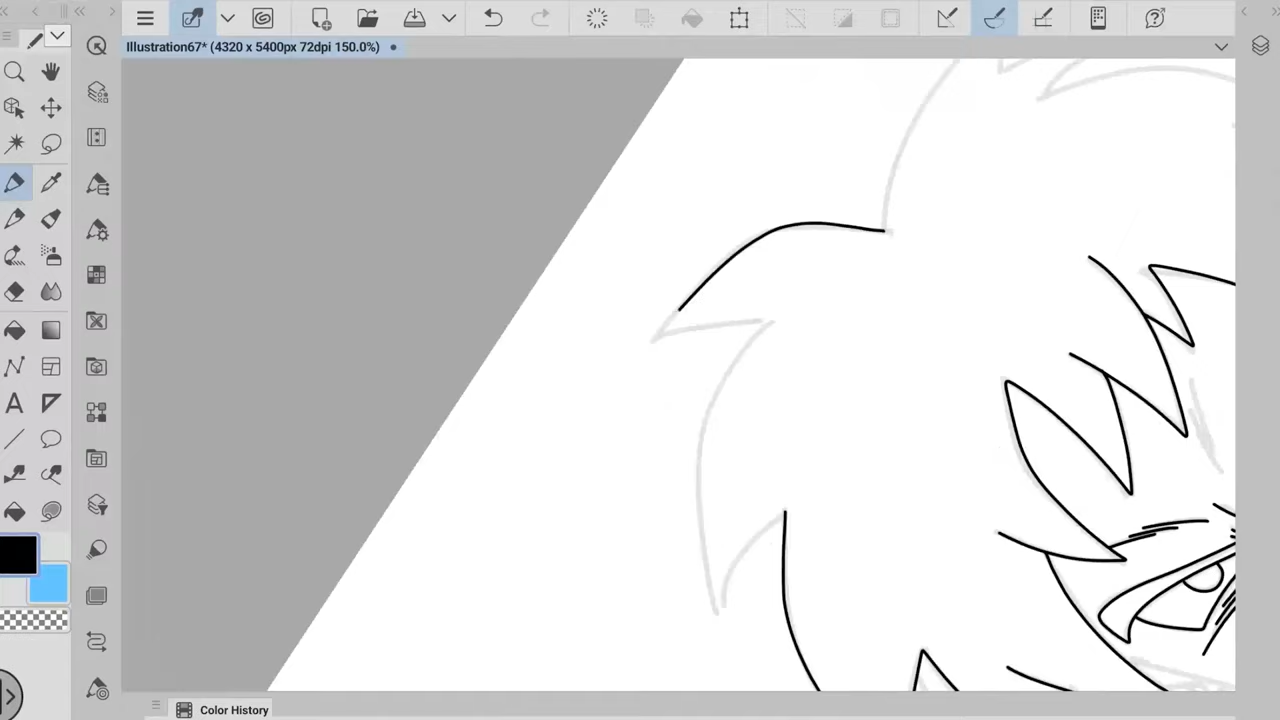 Illustration67* (4320 x 5400px 72dpi 150.0%)
Color History